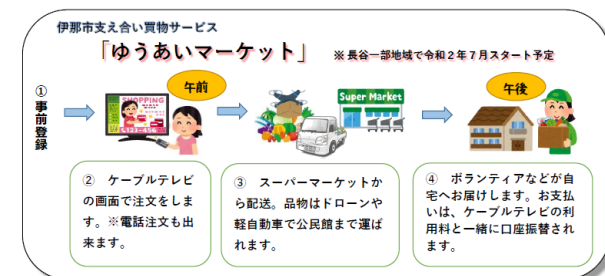 伊那市支え合い買物サービス
「ゆうあいマーケット」 ※長谷一部地域で令和2年7月スタート予定
①事前登録
午前
午後
SHOPPING
Super Market
② ケーブルテレビ
の画面で注文をしま
す。※電話注文も出
来ます。
③ スーパーマーケットか
ら配送。品物はドローンや
軽自動車で公民館まで運ば
れます。
④ ボランティアなどが自
宅へお届けします。お支払
いは、ケーブルテレビの利
用料と一緒に口座振替されま
す。